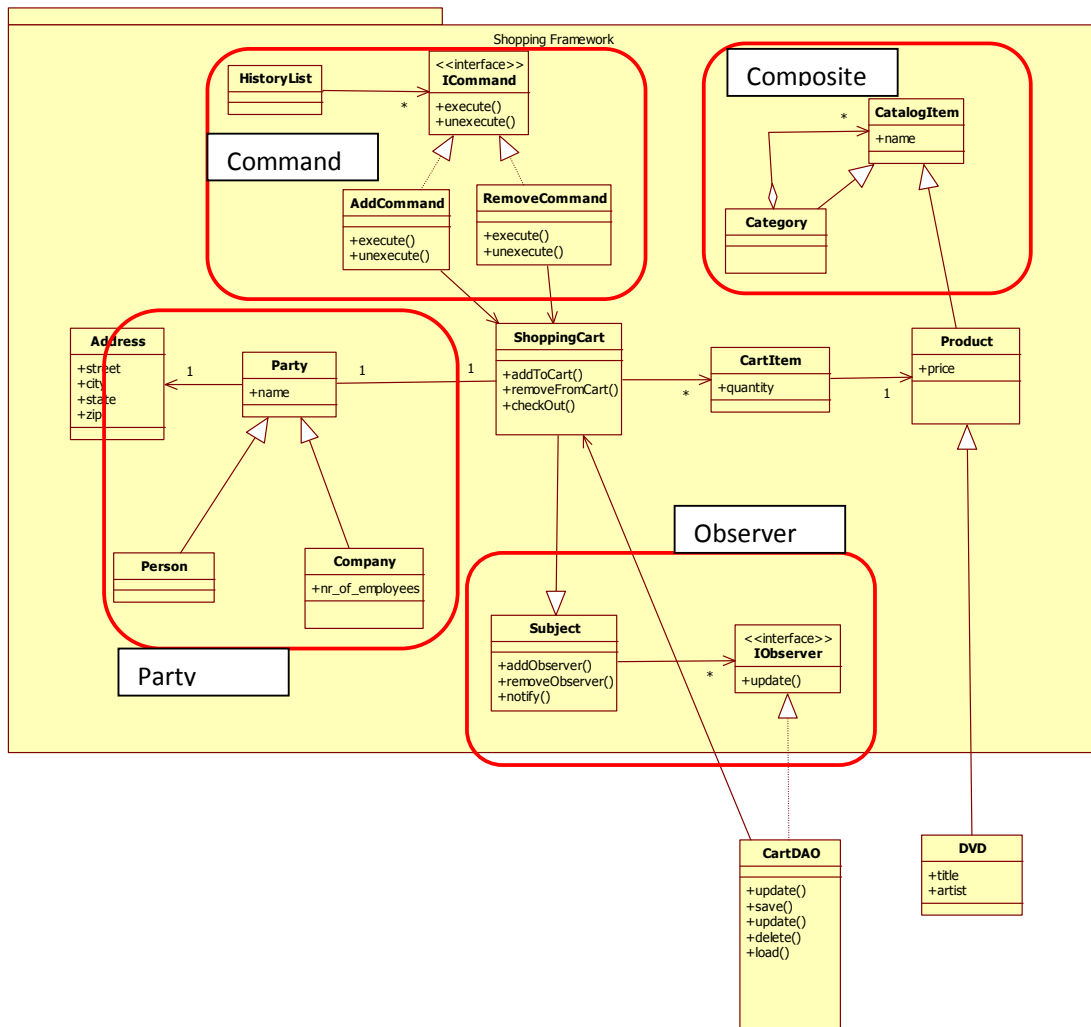 Shopping Framework
HistoryList
*
<<interface>>
ICommand
+execute()
+unexecute()
Command
AddCommand
+execute()
+unexecute()
RemoveCommand
+execute()
+unexecute()
Composite
CatalogItem
+name
*
Category
Address
+street
+city
+state
+zip
1
Party
+name
1
1
ShoppingCart
+addToCart()
+removeFromCart()
+checkOut()
*
CartItem
+quantity
1
Product
+price
Person
Company
+nr_of_employees
Party
Observer
Subject
+addObserver()
+removeObserver()
+notify()
*
<<interface>>
IObserver
+update()
CartDAO
+update()
+save()
+update()
+delete()
+load()
DVD
+title
+artist